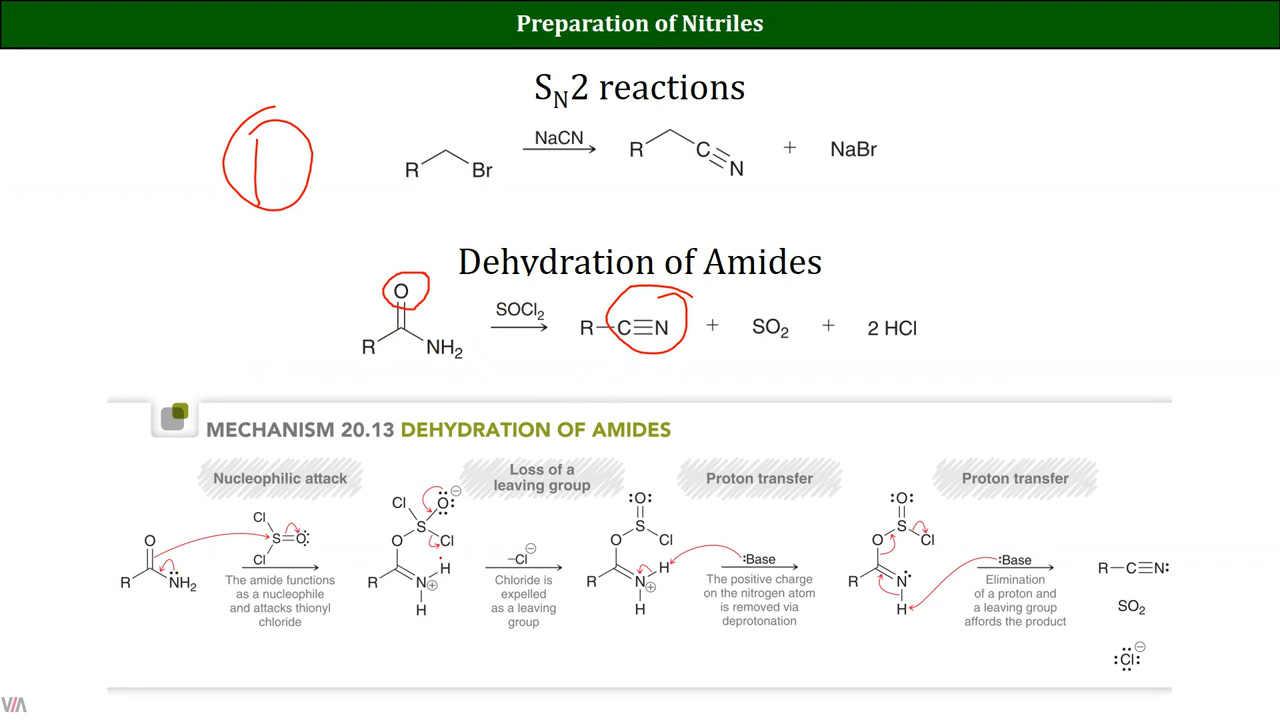 Preparation of Nitriles
S_N2 reactions
1
R Br NaCN R C≡N + NaBr
Dehydration of Amides
O
R NH₂ SOCl₂ R–C≡N + SO₂ + 2 HCl
MECHANISM 20.13 DEHYDRATION OF AMIDES
Nucleophilic attack
O Cl Cl S=O:
R NH₂
The amide functions
as a nucleophile
and attacks thionyl
chloride
Cl O: ⊖
S
O Cl
R N⊕ H
H
Loss of a
leaving group
–Cl⊖
Chloride is
expelled
as a leaving
group
:O:
S
O Cl
R N⊕ H
H
Proton transfer
:Base
The positive charge
on the nitrogen atom
is removed via
deprotonation
:O:
S
O Cl
R N:
H
Proton transfer
:Base
Elimination
of a proton and
a leaving group
affords the product
R–C≡N:
SO₂
:Cl: ⊖
VIA